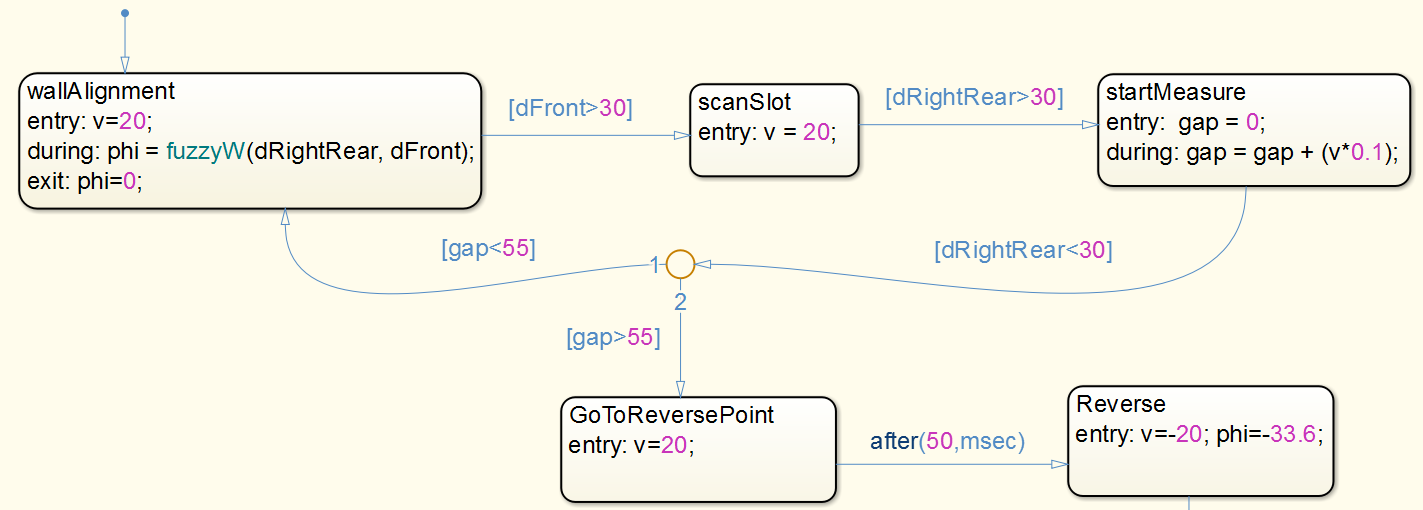 wallAlignment
entry: v=20;
during: phi = fuzzyW(dRightRear, dFront);
exit: phi=0;
[dFront>30]
scanSlot
entry: v = 20;
[dRightRear>30]
startMeasure
entry:  gap = 0;
during: gap = gap + (v*0.1);
[gap<55]
1
2
[dRightRear<30]
[gap>55]
GoToReversePoint
entry: v=20;
after(50,msec)
Reverse
entry: v=-20; phi=-33.6;